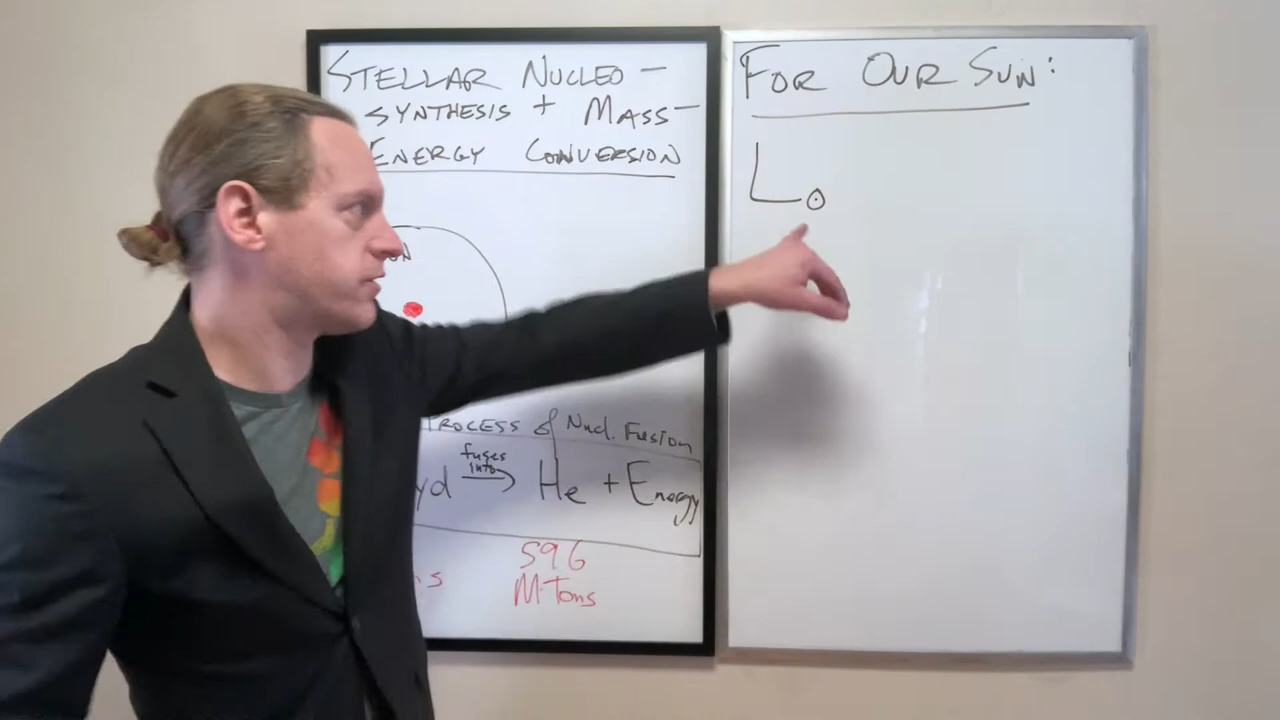 STELLAR NUCLEO-
SYNTHESIS + MASS-
ENERGY CONVERSION
PROCESS of Nucl. Fusion
fuses
into
yd → He + Energy
596
M. Tons
FOR OUR SUN:
L⊙